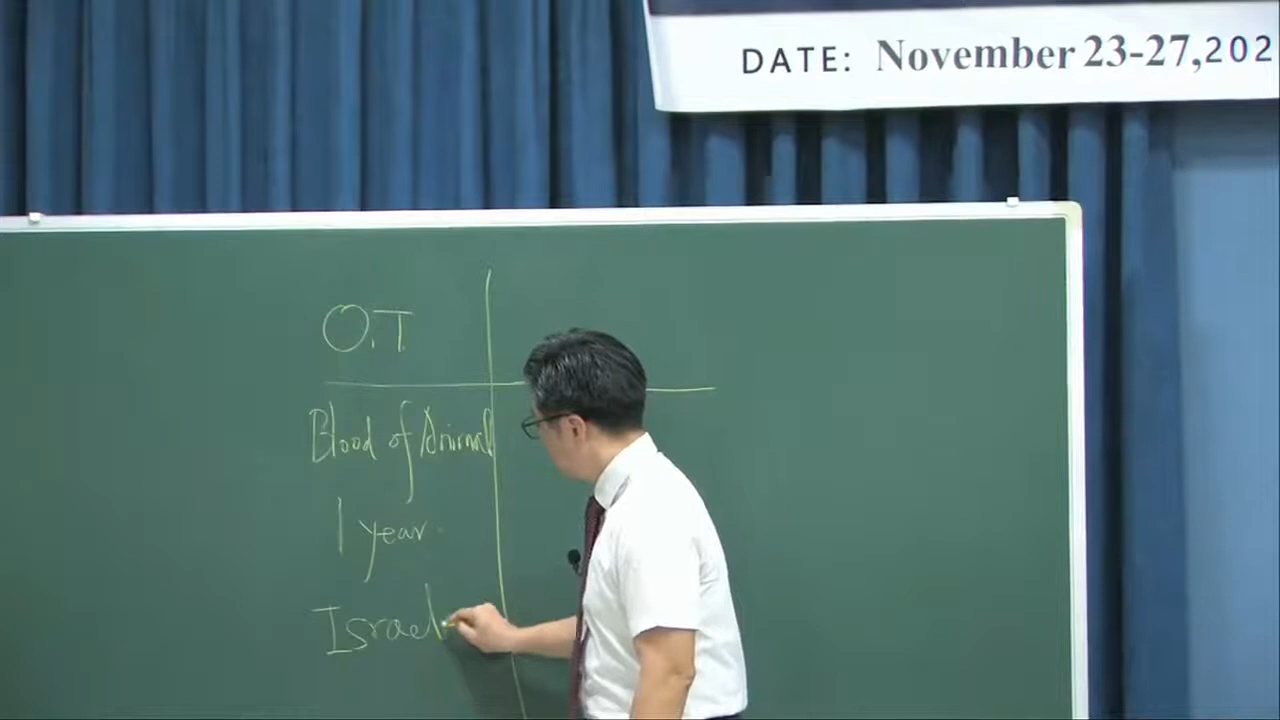 DATE: November 23-27,202
O.T
Blood of Animal
1 year
Israel